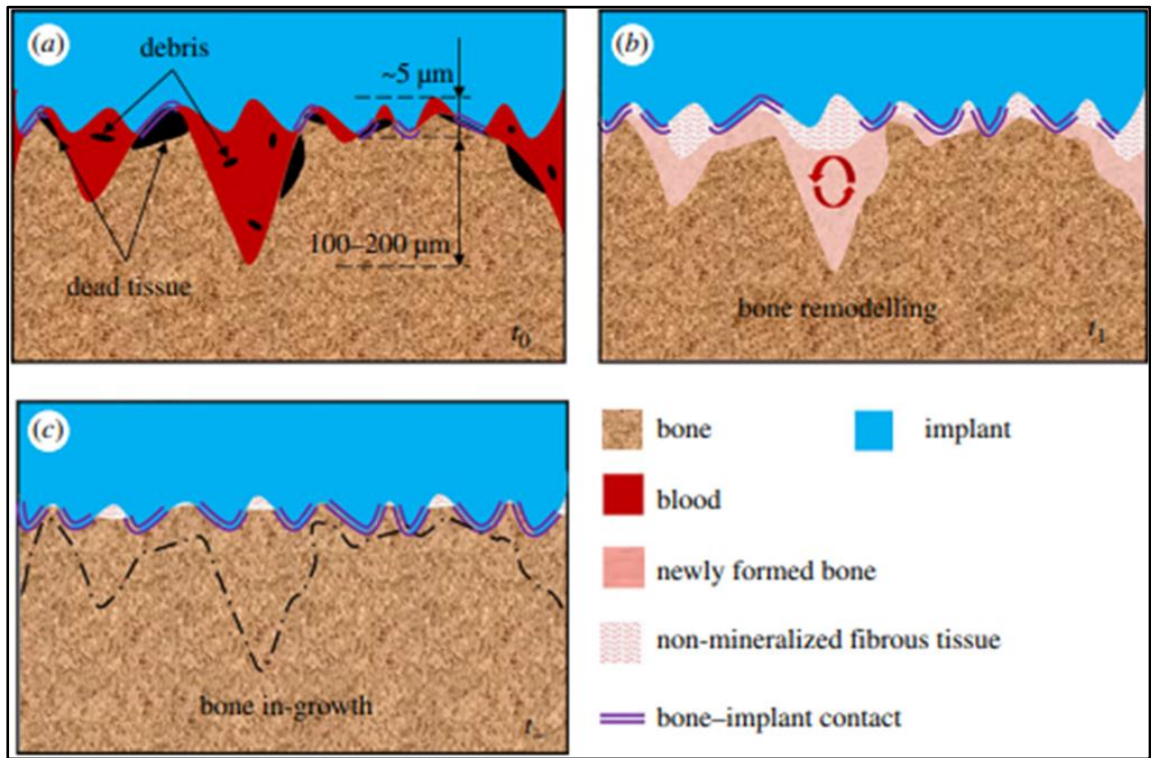 (a)
debris
~5 µm
100–200 µm
dead tissue
t0
(b)
bone remodelling
t1
(c)
bone in-growth
bone
implant
blood
newly formed bone
non-mineralized fibrous tissue
bone–implant contact